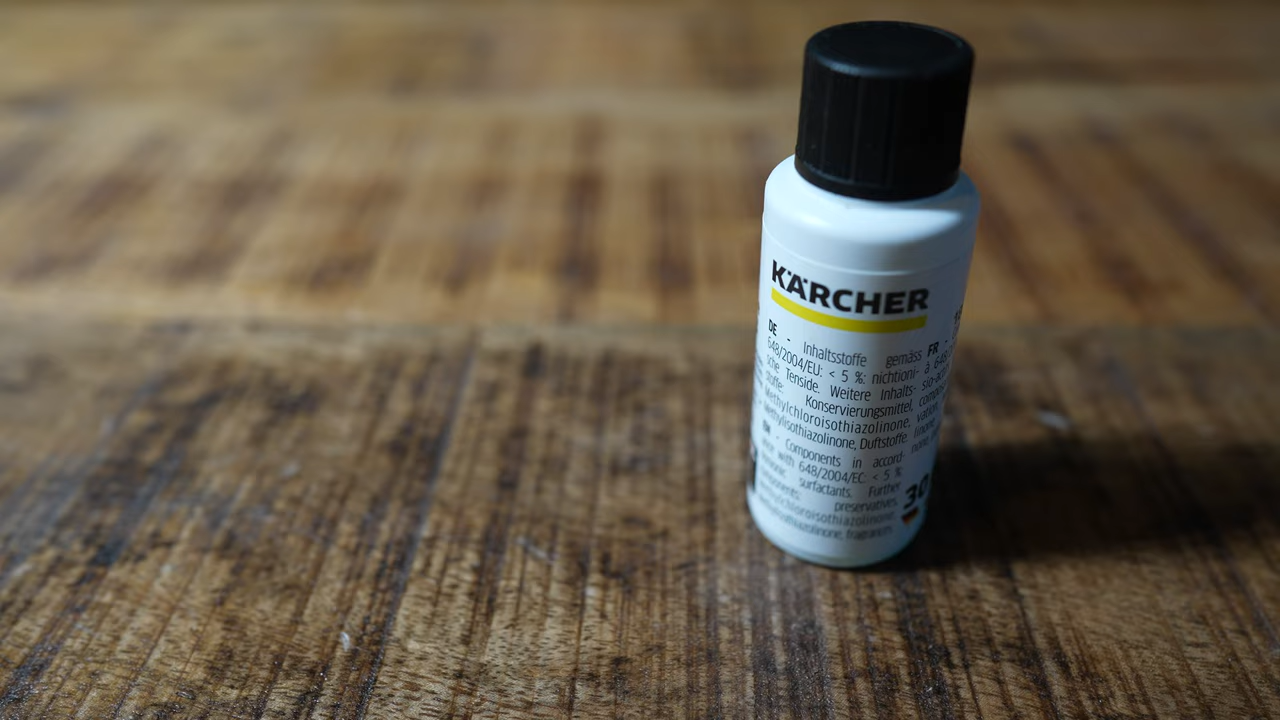 KÄRCHER
DE - Inhaltsstoffe gemäss
648/2004/EU: < 5 %: nichtioni-
sche Tenside. Weitere Inhalts-
stoffe: Konservierungsmittel,
Methylchloroisothiazolinone,
Methylisothiazolinone, Duftstoffe.
- Components in accord-
ance with 648/2004/EC: < 5 %
surfactants. Further
components: preservatives,
methylchloroisothiazolinone,
methylisothiazolinone, fragrances
FR -
à
30